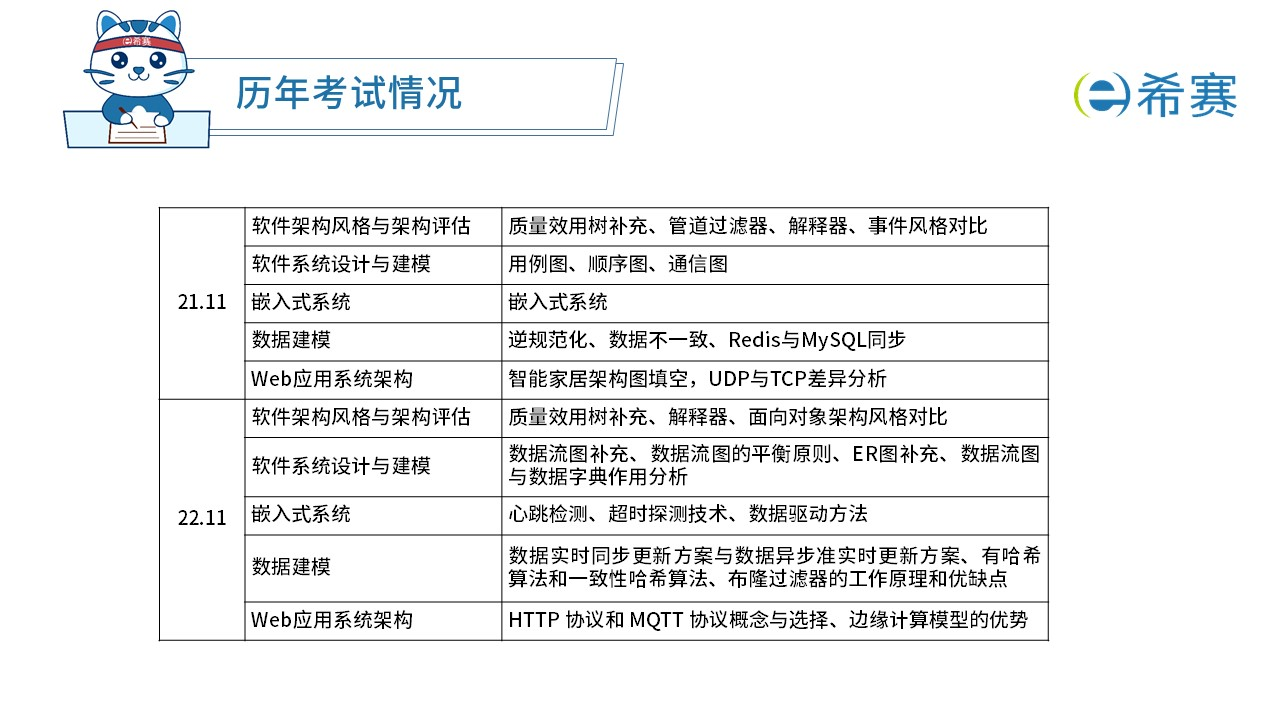 希赛
历年考试情况
希赛
21.11
软件架构风格与架构评估
质量效用树补充、管道过滤器、解释器、事件风格对比
软件系统设计与建模
用例图、顺序图、通信图
嵌入式系统
嵌入式系统
数据建模
逆规范化、数据不一致、Redis与MySQL同步
Web应用系统架构
智能家居架构图填空，UDP与TCP差异分析
22.11
软件架构风格与架构评估
质量效用树补充、解释器、面向对象架构风格对比
软件系统设计与建模
数据流图补充、数据流图的平衡原则、ER图补充、数据流图
与数据字典作用分析
嵌入式系统
心跳检测、超时探测技术、数据驱动方法
数据建模
数据实时同步更新方案与数据异步准实时更新方案、有哈希
算法和一致性哈希算法、布隆过滤器的工作原理和优缺点
Web应用系统架构
HTTP 协议和 MQTT 协议概念与选择、边缘计算模型的优势